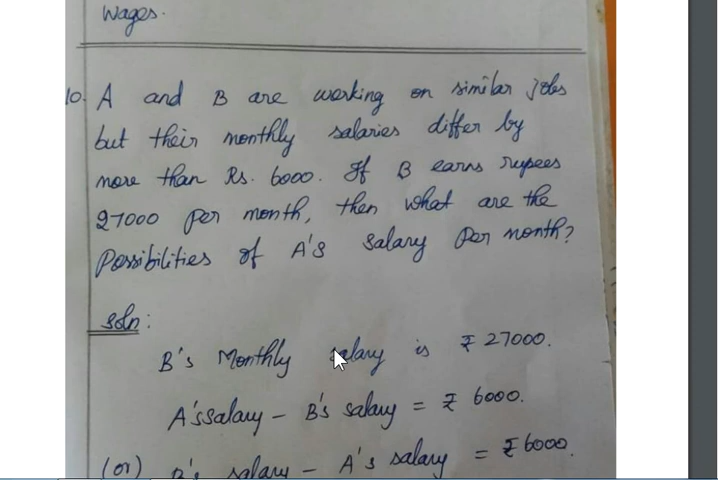 Wages.
10. A and B are working on similar jobs
but their monthly salaries differ by
more than Rs. 6000. If B earns rupees
27000 per month, then what are the
possibilities of A's salary per month?
Soln:
B's Monthly salary is ₹ 27000.
A's salary - B's salary = ₹ 6000.
(or) B's salary - A's salary = ₹ 6000.